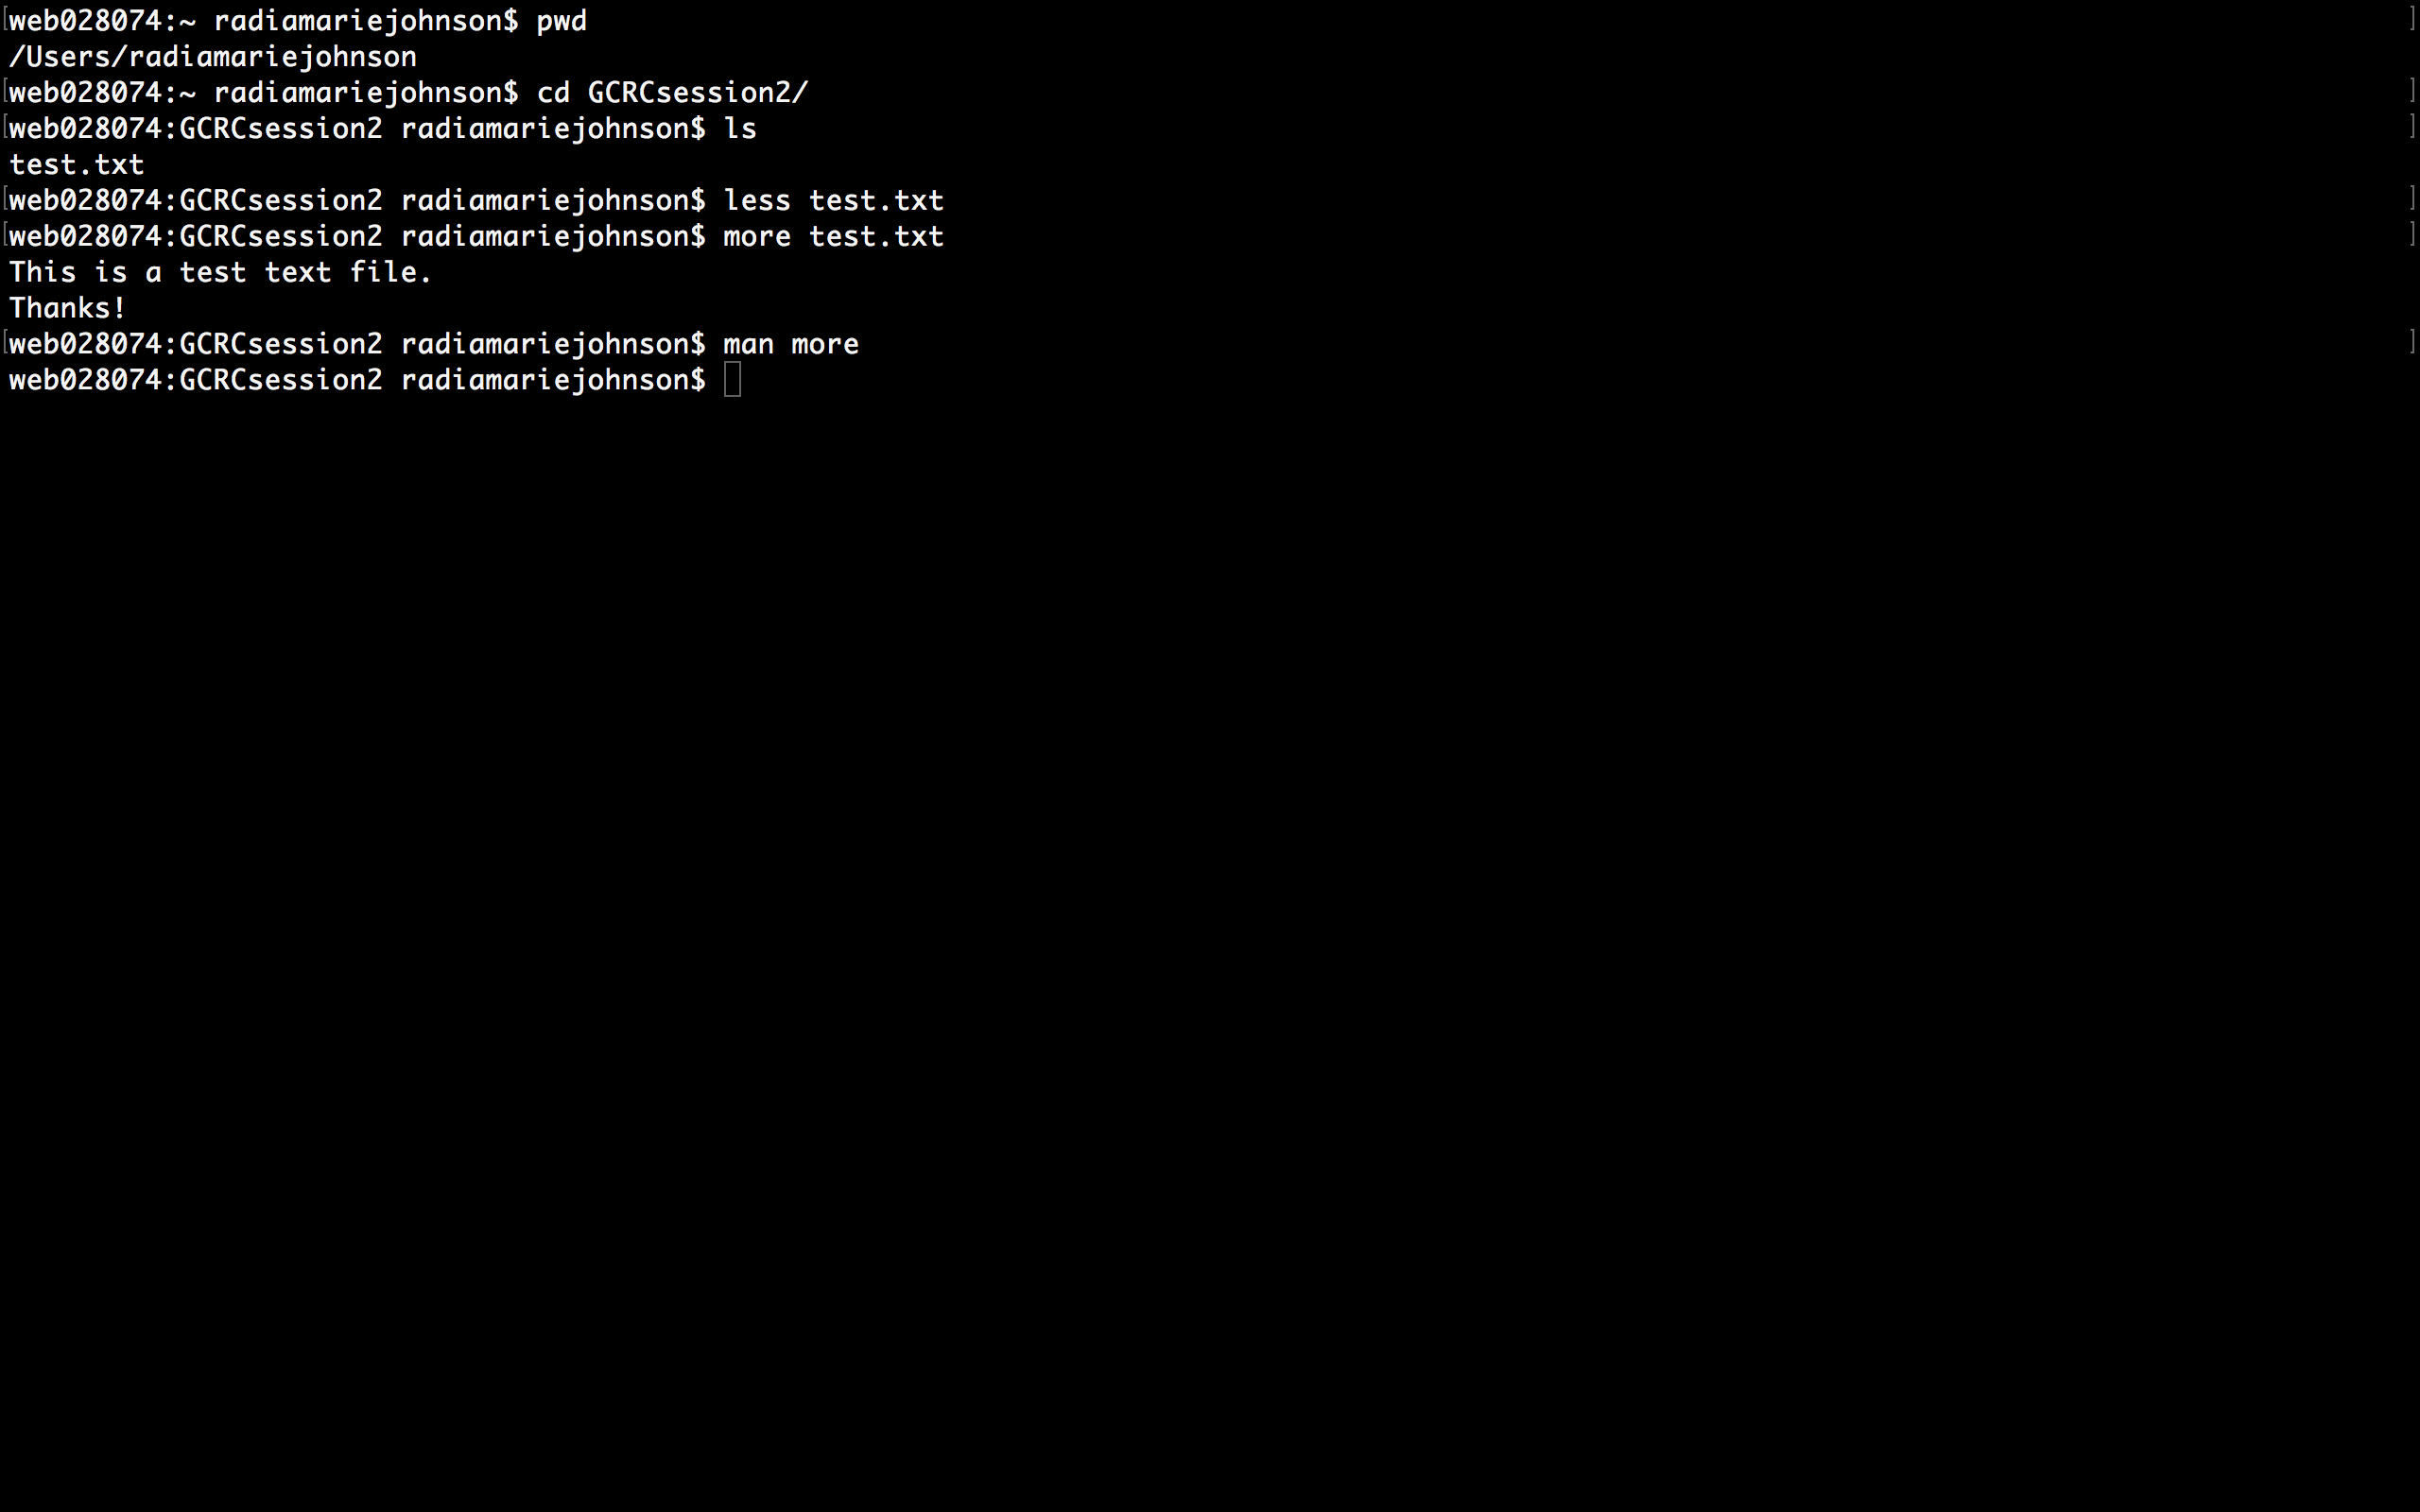 web028074:~ radiamariejohnson$ pwd
/Users/radiamariejohnson
web028074:~ radiamariejohnson$ cd GCRCsession2/
web028074:GCRCsession2 radiamariejohnson$ ls
test.txt
web028074:GCRCsession2 radiamariejohnson$ less test.txt
web028074:GCRCsession2 radiamariejohnson$ more test.txt
This is a test text file.
Thanks!
web028074:GCRCsession2 radiamariejohnson$ man more
web028074:GCRCsession2 radiamariejohnson$